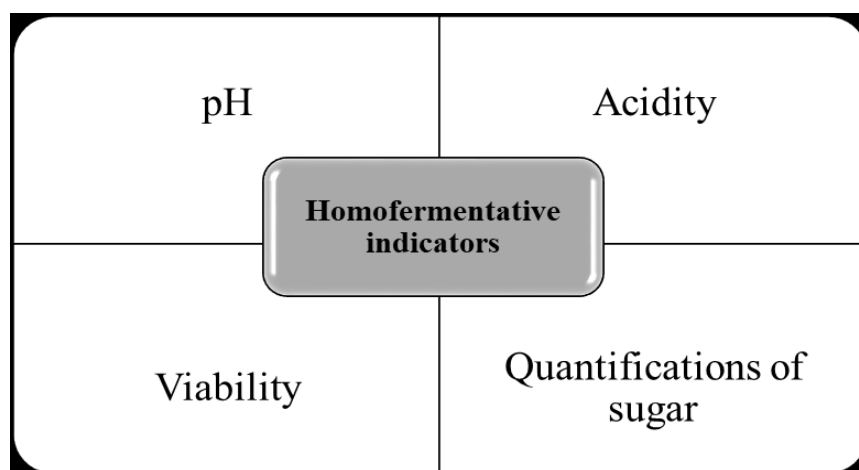 pH
Acidity
Homofermentative
indicators
Viability
Quantifications of
sugar